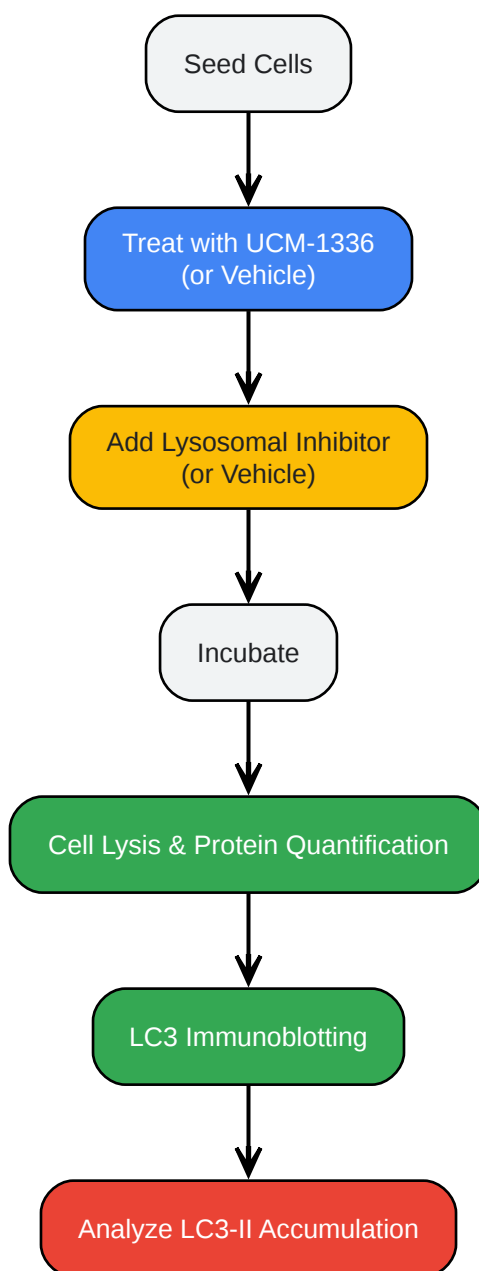 Seed Cells
Treat with UCM-1336
(or Vehicle)
Add Lysosomal Inhibitor
(or Vehicle)
Incubate
Cell Lysis & Protein Quantification
LC3 Immunoblotting
Analyze LC3-II Accumulation